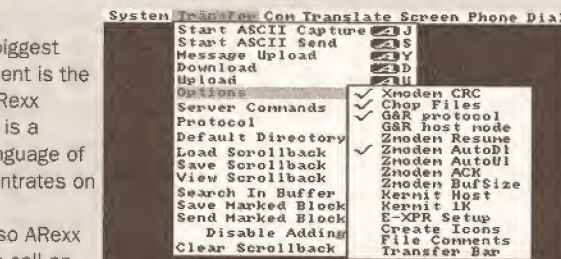 biggest
ent is the
Rexx
is a
nguage of
ntrates on
so ARexx
System Transfer Com Translate Screen Phone Dia
Start ASCII Capture A J
Start ASCII Send A S
Message Upload A Y
Download A D
Upload A U
Options
Server Commands
Protocol
Default Directory
Load Scrollback
Save Scrollback
View Scrollback
Search In Buffer
Save Marked Block
Send Marked Block
Disable Adding
Clear Scrollback
✓ Xmodem CRC
✓ Chop Files
✓ G&R protocol
G&R host mode
Zmodem Resume
✓ Zmodem AutoDl
Zmodem AutoUl
Zmodem ACK
Zmodem BufSize
Kermit Host
Kermit 1K
E-XPR Setup
Create Icons
File Comments
Transfer Bar